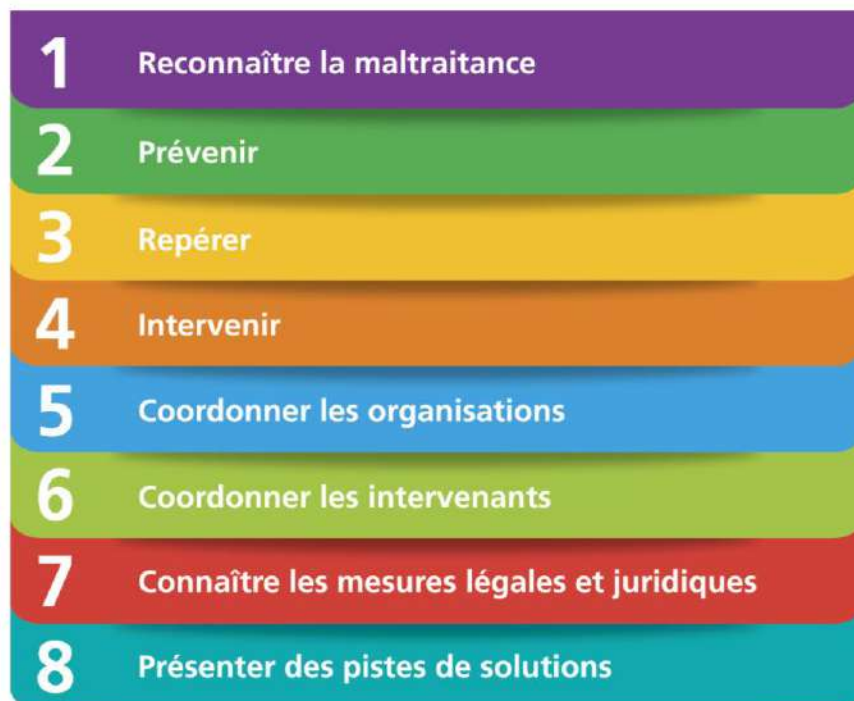 1 Reconnaître la maltraitance
2 Prévenir
3 Repérer
4 Intervenir
5 Coordonner les organisations
6 Coordonner les intervenants
7 Connaître les mesures légales et juridiques
8 Présenter des pistes de solutions